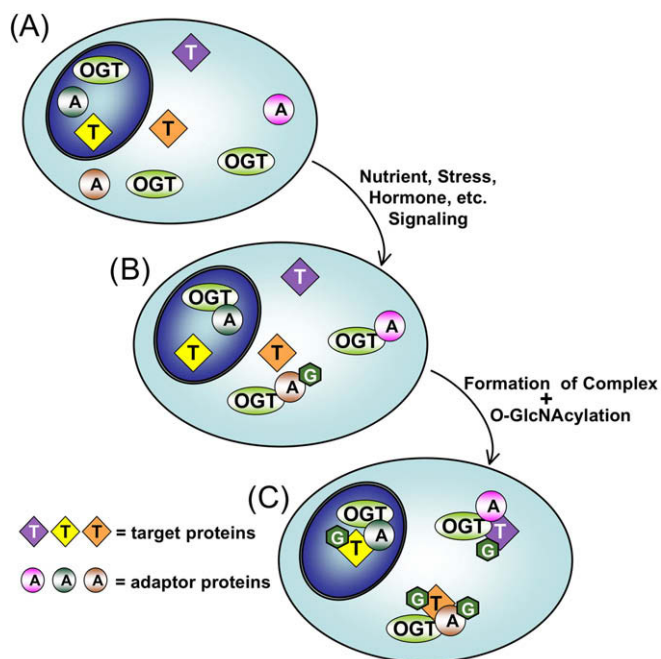 (A)
T
OGT
A
T
T
A
OGT
A
OGT
Nutrient, Stress,
Hormone, etc.
Signaling
(B)
T
OGT
A
A
OGT
T
T
G
A
OGT
Formation of Complex
+
O-GlcNAcylation
(C)
A
OGT
OGT
T
G
T
A
G
G
T
G
A
OGT
T T T = target proteins
A A A = adaptor proteins